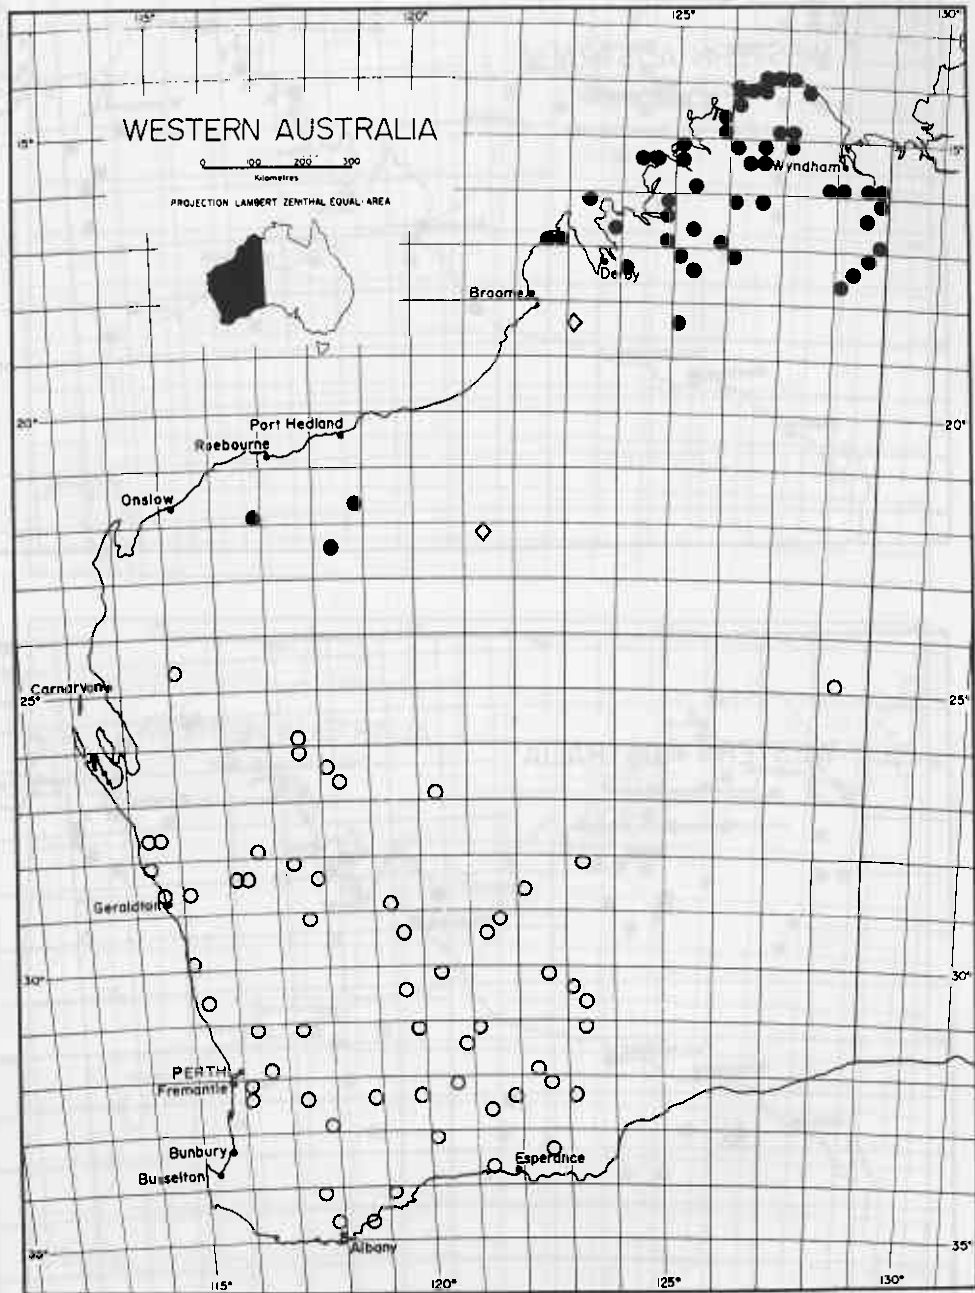 115° 120° 125° 130°
WESTERN AUSTRALIA
15° 15°
0 100 200 300
Kilometres
PROJECTION LAMBERT ZENITHAL EQUAL-AREA
Wyndham
Derby
Broome
20° 20°
Port Hedland
Roebourne
Onslow
Carnarvon
25° 25°
Geraldton
30° 30°
PERTH
Fremantle
Bunbury
Busselton
Esperance
Albany
35° 35°
115° 120° 125° 130°